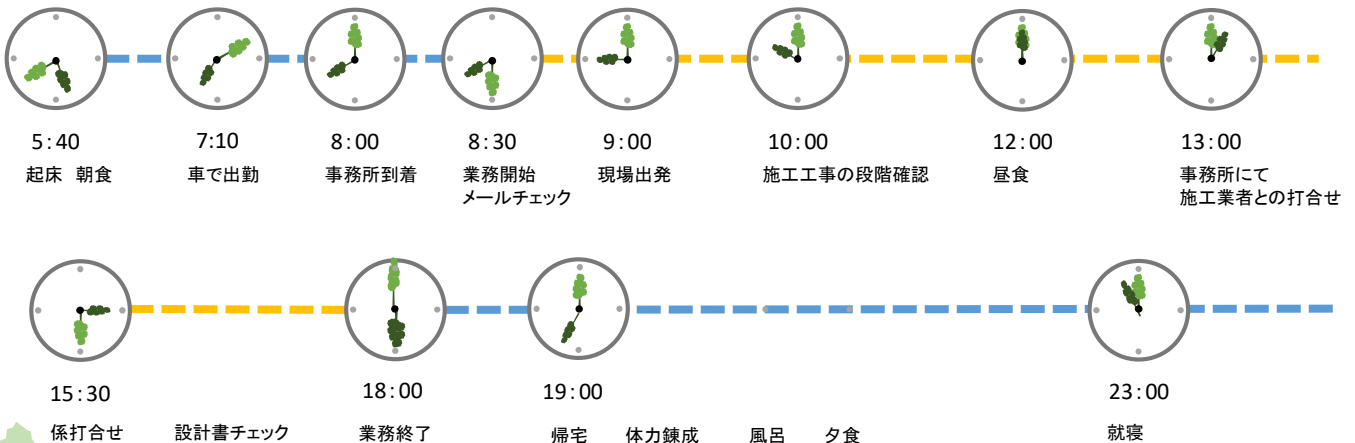 5:40 7:10 8:00 8:30 9:00 10:00 12:00 13:00
起床 朝食 車で出勤 事務所到着 業務開始 現場出発 施工工事の段階確認 昼食 事務所にて
メールチェック 施工業者との打合せ
15:30 18:00 19:00 23:00
係打合せ 設計書チェック 業務終了 帰宅 体力錬成 風呂 夕食 就寝